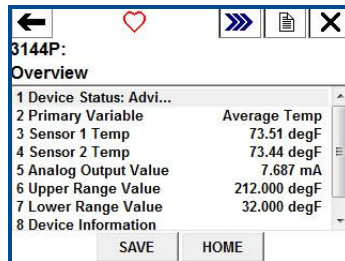 3144P:
Overview
1 Device Status: Advi...
2 Primary Variable Average Temp
3 Sensor 1 Temp 73.51 degF
4 Sensor 2 Temp 73.44 degF
5 Analog Output Value 7.687 mA
6 Upper Range Value 212.000 degF
7 Lower Range Value 32.000 degF
8 Device Information
SAVE HOME